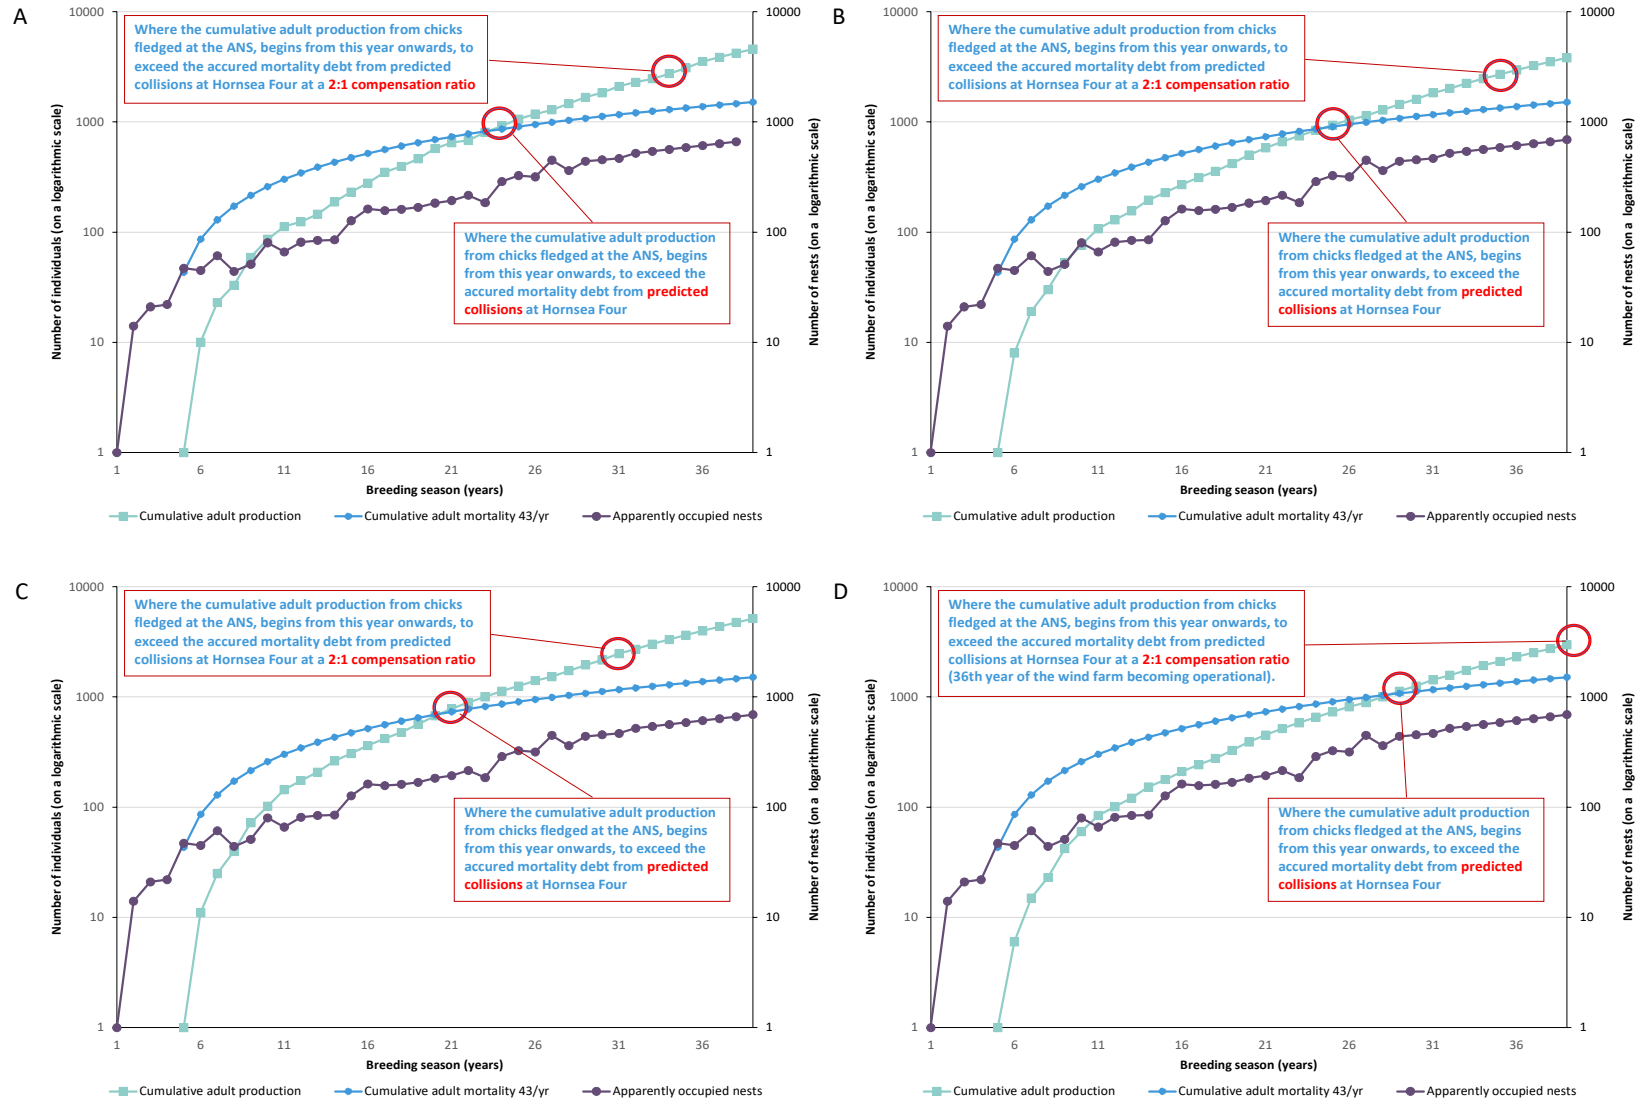 A
Where the cumulative adult production from chicks
fledged at the ANS, begins from this year onwards, to
exceed the accured mortality debt from predicted
collisions at Hornsea Four at a 2:1 compensation ratio
Where the cumulative adult production
from chicks fledged at the ANS, begins
from this year onwards, to exceed the
accured mortality debt from predicted
collisions at Hornsea Four
Number of individuals (on a logarithmic scale)
10000
1000
100
10
1
Number of nests (on a logarithmic scale)
10000
1000
100
10
1
1 6 11 16 21 26 31 36
Breeding season (years)
Cumulative adult production Cumulative adult mortality 43/yr Apparently occupied nests
B
Where the cumulative adult production from chicks
fledged at the ANS, begins from this year onwards, to
exceed the accured mortality debt from predicted
collisions at Hornsea Four at a 2:1 compensation ratio
Where the cumulative adult production
from chicks fledged at the ANS, begins
from this year onwards, to exceed the
accured mortality debt from predicted
collisions at Hornsea Four
Number of individuals (on a logarithmic scale)
10000
1000
100
10
1
Number of nests (on a logarithmic scale)
10000
1000
100
10
1
1 6 11 16 21 26 31 36
Breeding season (years)
Cumulative adult production Cumulative adult mortality 43/yr Apparently occupied nests
C
Where the cumulative adult production from chicks
fledged at the ANS, begins from this year onwards, to
exceed the accured mortality debt from predicted
collisions at Hornsea Four at a 2:1 compensation ratio
Where the cumulative adult production
from chicks fledged at the ANS, begins
from this year onwards, to exceed the
accured mortality debt from predicted
collisions at Hornsea Four
Number of individuals (on a logarithmic scale)
10000
1000
100
10
1
Number of nests (on a logarithmic scale)
10000
1000
100
10
1
1 6 11 16 21 26 31 36
Breeding season (years)
Cumulative adult production Cumulative adult mortality 43/yr Apparently occupied nests
D
Where the cumulative adult production from chicks
fledged at the ANS, begins from this year onwards, to
exceed the accured mortality debt from predicted
collisions at Hornsea Four at a 2:1 compensation ratio
(36th year of the wind farm becoming operational).
Where the cumulative adult production
from chicks fledged at the ANS, begins
from this year onwards, to exceed the
accured mortality debt from predicted
collisions at Hornsea Four
Number of individuals (on a logarithmic scale)
10000
1000
100
10
1
Number of nests (on a logarithmic scale)
10000
1000
100
10
1
1 6 11 16 21 26 31 36
Breeding season (years)
Cumulative adult production Cumulative adult mortality 43/yr Apparently occupied nests